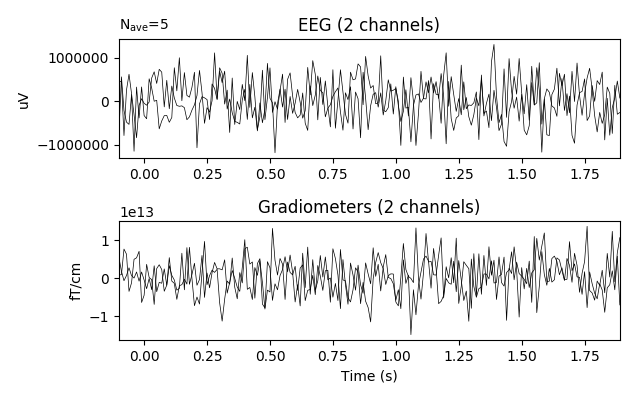 N_ave=5
EEG (2 channels)
uV
1000000
0
−1000000
0.00 0.25 0.50 0.75 1.00 1.25 1.50 1.75
1e13
Gradiometers (2 channels)
fT/cm
1
0
−1
0.00 0.25 0.50 0.75 1.00 1.25 1.50 1.75
Time (s)